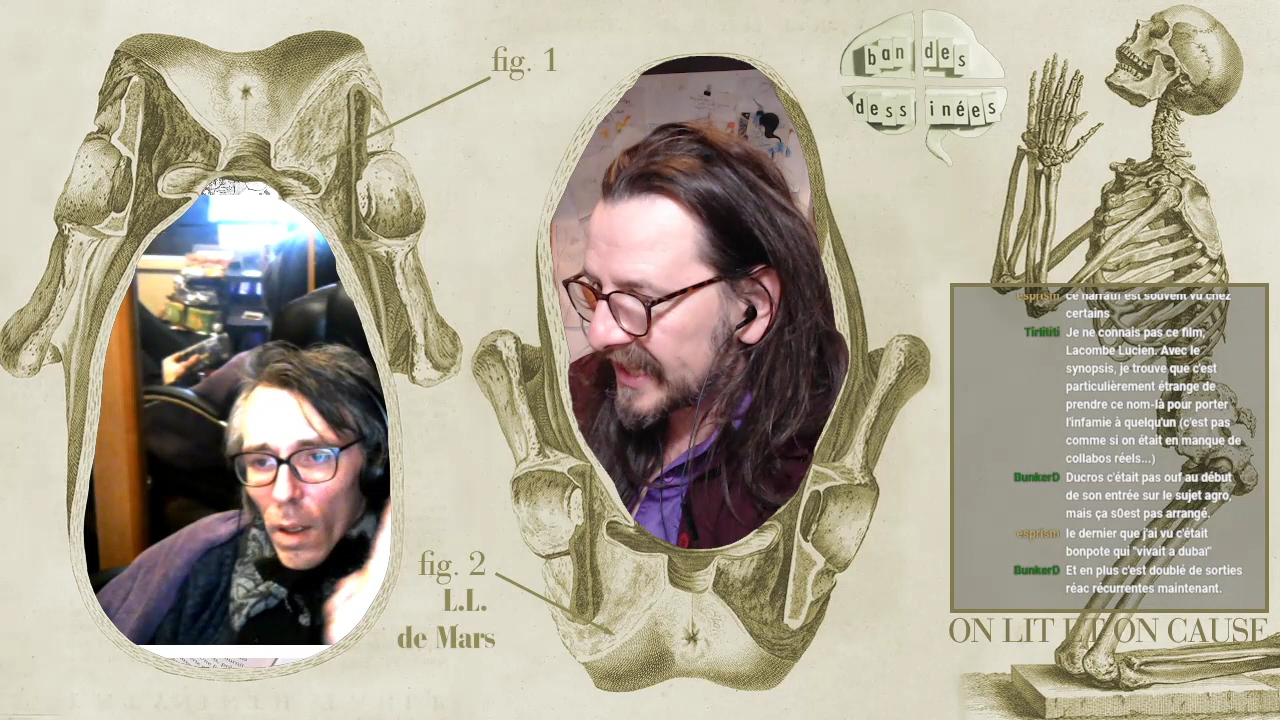 fig. 1
ban des
dess inées
esprism ce narratif est souvent vu chez
certains
Tirlititi Je ne connais pas ce film,
Lacombe Lucien. Avec le
synopsis, je trouve que c'est
particulièrement étrange de
prendre ce nom-là pour porter
l'infamie à quelqu'un (c'est pas
comme si on était en manque de
collabos réels...)
BunkerD Ducros c'était pas ouf au début
de son entrée sur le sujet agro,
mais ça s0est pas arrangé.
esprism le dernier que j'ai vu c'était
bonpote qui "vivait a dubaï"
BunkerD Et en plus c'est doublé de sorties
réac récurrentes maintenant.
fig. 2
L.L.
de Mars
ON LIT ET ON CAUSE